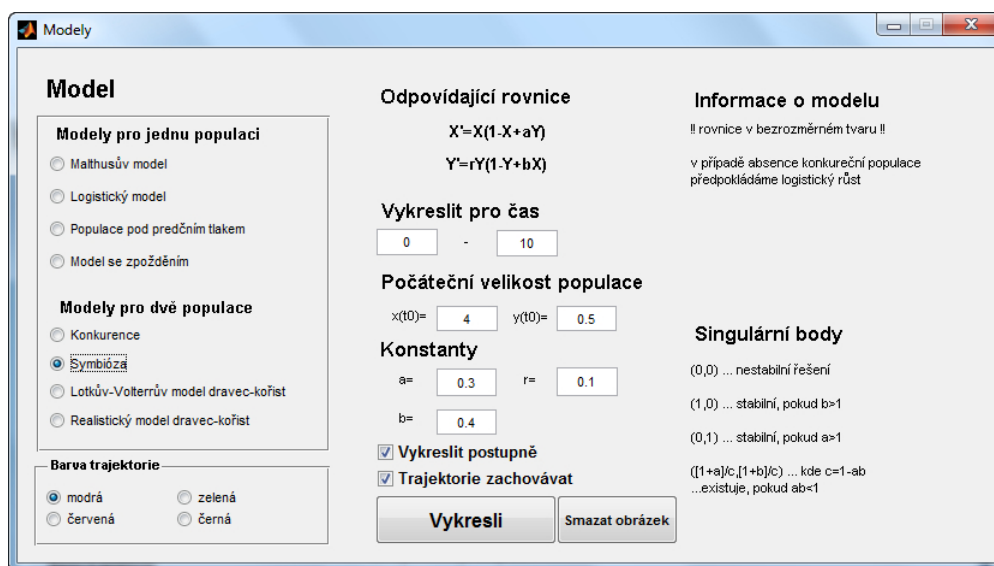 Modely
Model
Modely pro jednu populaci
Malthusův model
Logistický model
Populace pod predčním tlakem
Model se zpožděním
Modely pro dvě populace
Konkurence
Symbióza
Lotkův-Volterrův model dravec-kořist
Realistický model dravec-kořist
Barva trajektorie
modrá zelená
červená černá
Odpovídající rovnice
X'=X(1-X+aY)
Y'=rY(1-Y+bX)
Vykreslit pro čas
0 - 10
Počáteční velikost populace
x(t0)= 4 y(t0)= 0.5
Konstanty
a= 0.3 r= 0.1
b= 0.4
Vykreslit postupně
Trajektorie zachovávat
Vykresli Smazat obrázek
Informace o modelu
!! rovnice v bezrozměrném tvaru !!
v případě absence konkureční populace
předpokládáme logistický růst
Singulární body
(0,0) ... nestabilní řešení
(1,0) ... stabilní, pokud b>1
(0,1) ... stabilní, pokud a>1
([1+a]/c,[1+b]/c) ... kde c=1-ab
...existuje, pokud ab<1